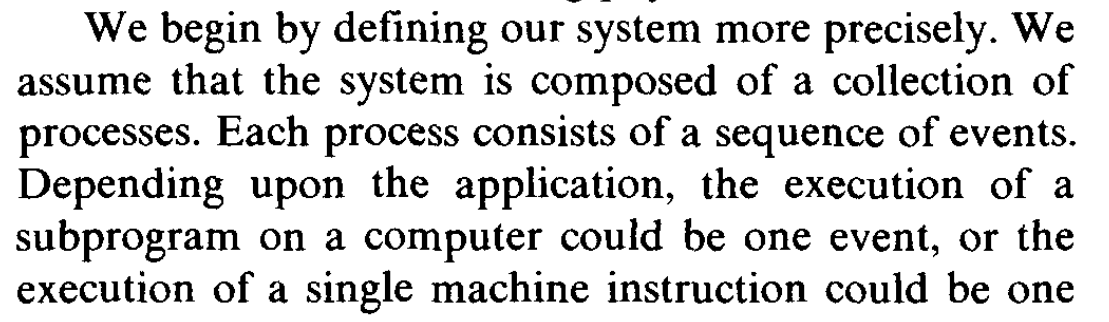 We begin by defining our system more precisely. We
assume that the system is composed of a collection of
processes. Each process consists of a sequence of events.
Depending upon the application, the execution of a
subprogram on a computer could be one event, or the
execution of a single machine instruction could be one